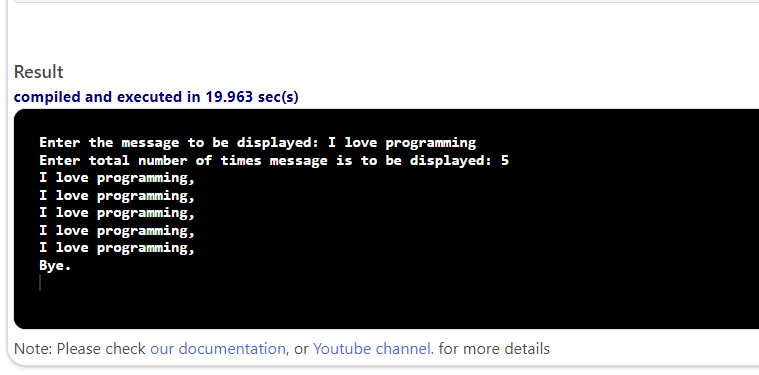 Result
compiled and executed in 19.963 sec(s)
Enter the message to be displayed: I love programming
Enter total number of times message is to be displayed: 5
I love programming,
I love programming,
I love programming,
I love programming,
I love programming,
Bye.
Note: Please check our documentation, or Youtube channel. for more details